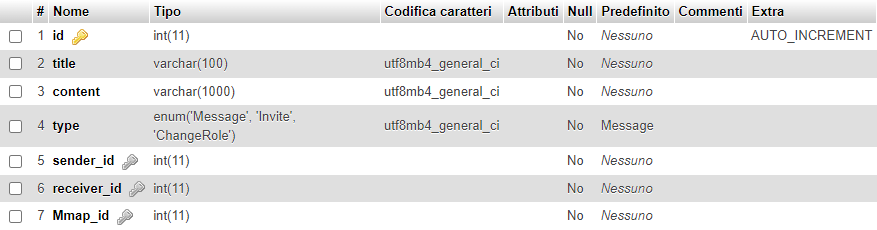 # Nome Tipo Codifica caratteri Attributi Null Predefinito Commenti Extra
1 id int(11) No Nessuno AUTO_INCREMENT
2 title varchar(100) utf8mb4_general_ci No Nessuno
3 content varchar(1000) utf8mb4_general_ci No Nessuno
4 type enum('Message', 'Invite', 'ChangeRole') utf8mb4_general_ci No Message
5 sender_id int(11) No Nessuno
6 receiver_id int(11) No Nessuno
7 Mmap_id int(11) No Nessuno